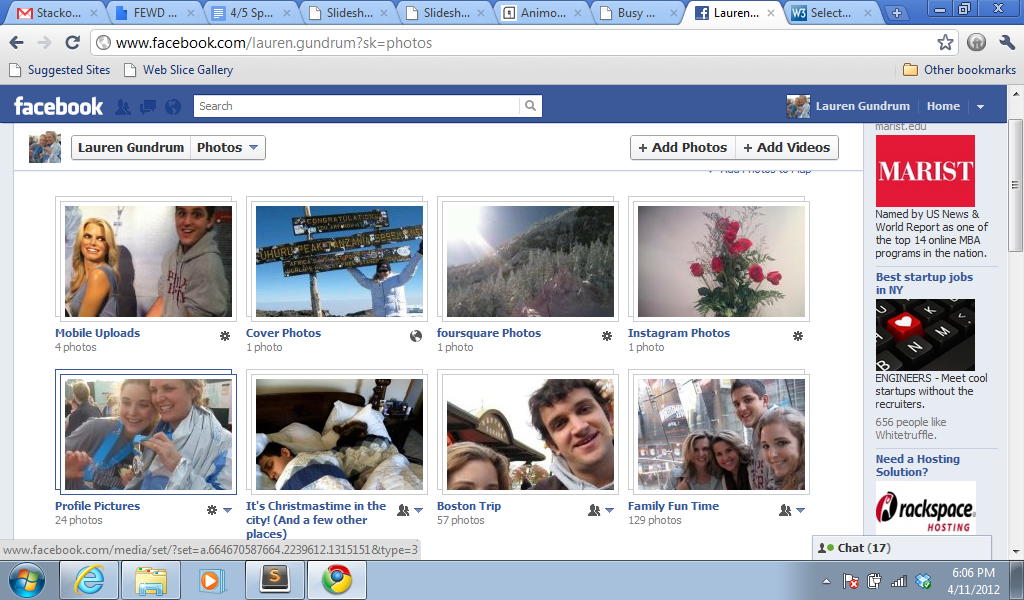 Stacko...
FEWD ...
4/5 Sp...
Slidesh...
Slidesh...
Animo...
Busy ...
Lauren...
W3 Select...
www.facebook.com/lauren.gundrum?sk=photos
Suggested Sites
Web Slice Gallery
Other bookmarks
facebook
Search
Lauren Gundrum
Home
Lauren Gundrum
Photos
+ Add Photos
+ Add Videos
Add Photos to Map
CONGRATULATIONS
Mobile Uploads
4 photos
Cover Photos
1 photo
foursquare Photos
1 photo
Instagram Photos
1 photo
Profile Pictures
24 photos
It's Christmastime in the
city! (And a few other
places)
Boston Trip
57 photos
Family Fun Time
129 photos
marist.edu
MARIST
Named by US News &
World Report as one of
the top 14 online MBA
programs in the nation.
Best startup jobs
in NY
K
M
B
N
ENGINEERS - Meet cool
startups without the
recruiters.
656 people like
Whitetruffle.
Need a Hosting
Solution?
rackspace
HOSTING
www.facebook.com/media/set/?set=a.664670587664.2239612.1315151&type=3
Chat (17)
S
6:06 PM
4/11/2012